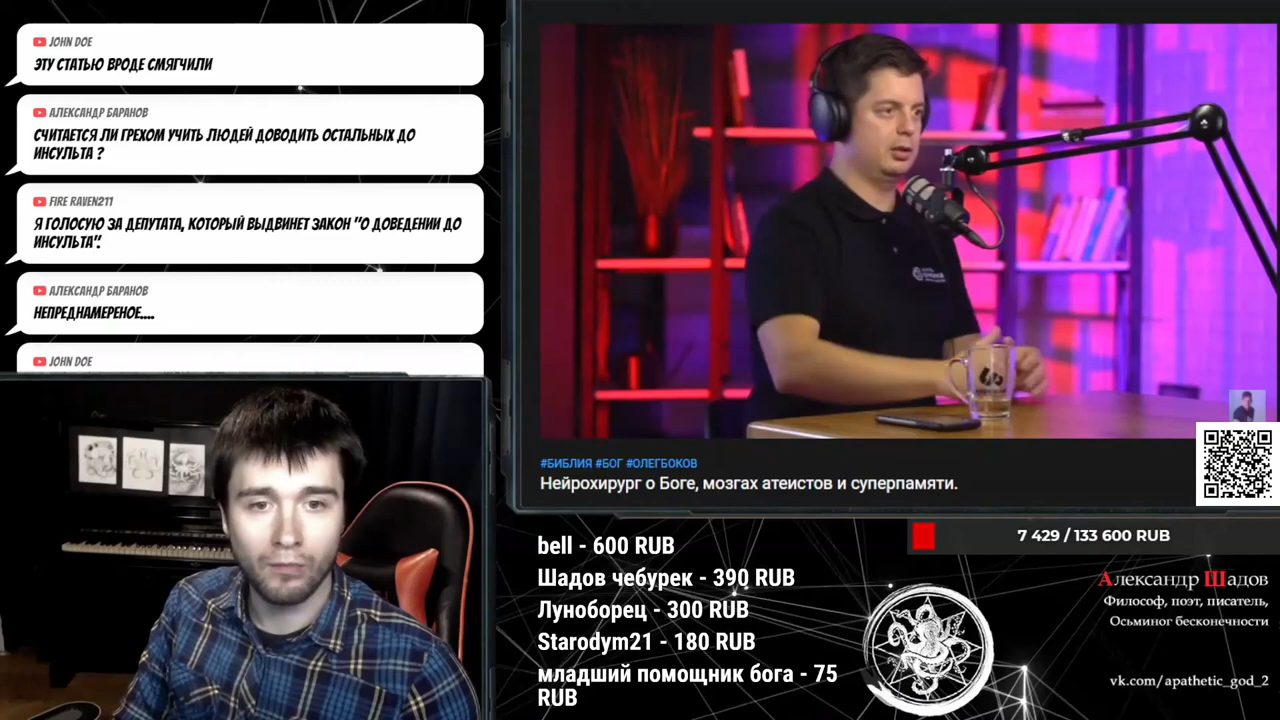 JOHN DOE
ЭТУ СТАТЬЮ ВРОДЕ СМЯГЧИЛИ
АЛЕКСАНДР БАРАНОВ
СЧИТАЕТСЯ ЛИ ГРЕХОМ УЧИТЬ ЛЮДЕЙ ДОВОДИТЬ ОСТАЛЬНЫХ ДО
ИНСУЛЬТА ?
FIRE RAVEN211
Я ГОЛОСУЮ ЗА ДЕПУТАТА, КОТОРЫЙ ВЫДВИНЕТ ЗАКОН "О ДОВЕДЕНИИ ДО
ИНСУЛЬТА".
АЛЕКСАНДР БАРАНОВ
НЕПРЕДНАМЕРЕНОЕ....
JOHN DOE
#БИБЛИЯ #БОГ #ОЛЕГБОКОВ
Нейрохирург о Боге, мозгах атеистов и суперпамяти.
7 429 / 133 600 RUB
bell - 600 RUB
Шадов чебурек - 390 RUB
Луноборец - 300 RUB
Starodym21 - 180 RUB
младший помощник бога - 75
RUB
Александр Шадов
Философ, поэт, писатель,
Осьминог бесконечности
vk.com/apathetic_god_2